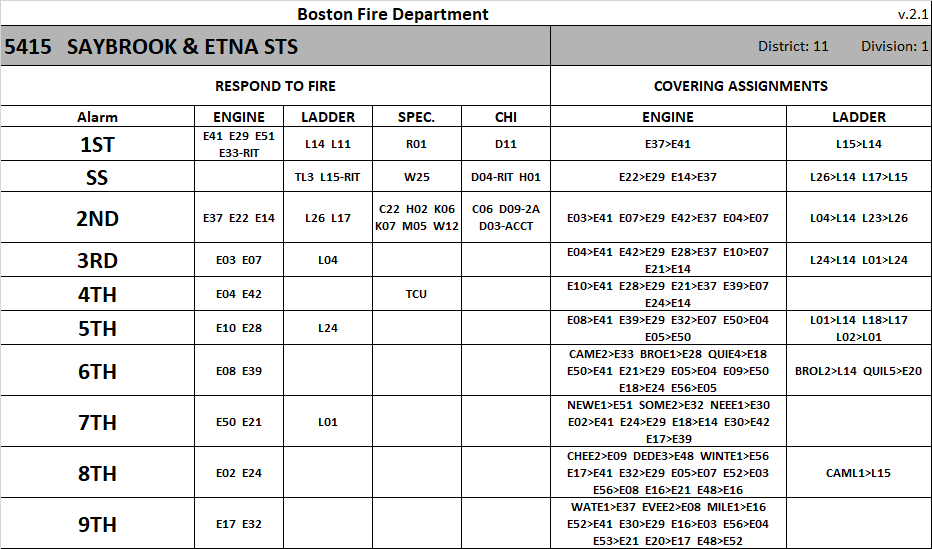 Boston Fire Department
v.2.1
5415 SAYBROOK & ETNA STS
District: 11 Division: 1
RESPOND TO FIRE
COVERING ASSIGNMENTS
Alarm ENGINE LADDER SPEC. CHI ENGINE LADDER
1ST
E41 E29 E51
E33-RIT
L14 L11
R01
D11
E37>E41
L15>L14
SS
TL3 L15-RIT
W25
D04-RIT H01
E22>E29 E14>E37
L26>L14 L17>L15
2ND
E37 E22 E14
L26 L17
C22 H02 K06
K07 M05 W12
C06 D09-2A
D03-ACCT
E03>E41 E07>E29 E42>E37 E04>E07
L04>L14 L23>L26
3RD
E03 E07
L04
E04>E41 E42>E29 E28>E37 E10>E07
E21>E14
L24>L14 L01>L24
4TH
E04 E42
TCU
E10>E41 E28>E29 E21>E37 E39>E07
E24>E14
5TH
E10 E28
L24
E08>E41 E39>E29 E32>E07 E50>E04
E05>E50
L01>L14 L18>L17
L02>L01
6TH
E08 E39
CAME2>E33 BROE1>E28 QUIE4>E18
E50>E41 E21>E29 E05>E04 E09>E50
E18>E24 E56>E05
BROL2>L14 QUIL5>E20
7TH
E50 E21
L01
NEWE1>E51 SOME2>E32 NEEE1>E30
E02>E41 E24>E29 E18>E14 E30>E42
E17>E39
8TH
E02 E24
CHEE2>E09 DEDE3>E48 WINTE1>E56
E17>E41 E32>E29 E05>E07 E52>E03
E56>E08 E16>E21 E48>E16
CAML1>L15
9TH
E17 E32
WATE1>E37 EVEE2>E08 MILE1>E16
E52>E41 E30>E29 E16>E03 E56>E04
E53>E21 E20>E17 E48>E52